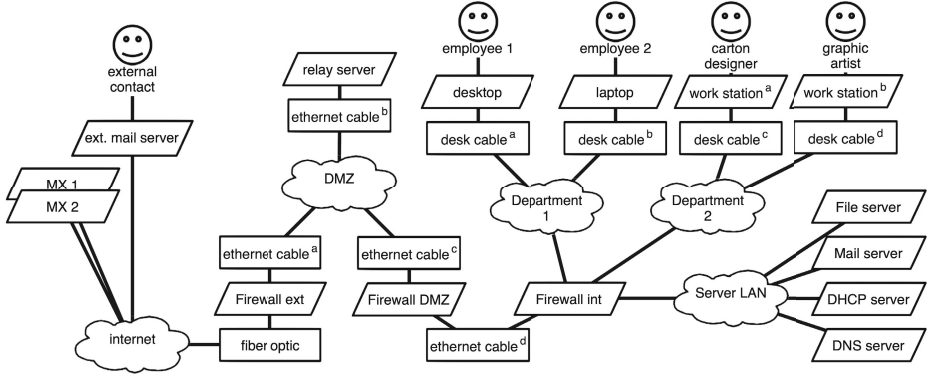 employee 1
employee 2
carton
designer
graphic
artist
external
contact
relay server
desktop
laptop
work station a
work station b
ethernet cable b
ext. mail server
desk cable a
desk cable b
desk cable c
desk cable d
DMZ
MX 1
MX 2
Department
1
Department
2
File server
ethernet cable a
ethernet cable c
Mail server
Firewall ext
Firewall DMZ
Firewall int
Server LAN
DHCP server
internet
fiber optic
ethernet cable d
DNS server